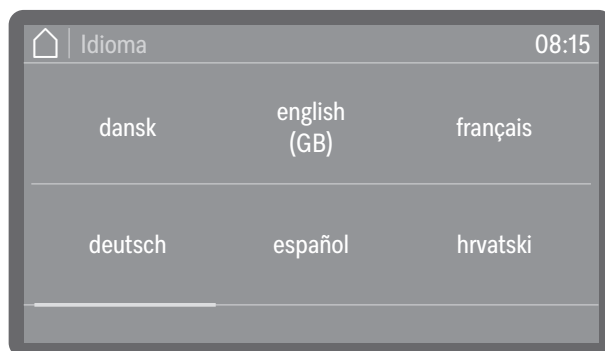 Idioma 08:15
dansk
english
(GB)
français
deutsch
español
hrvatski